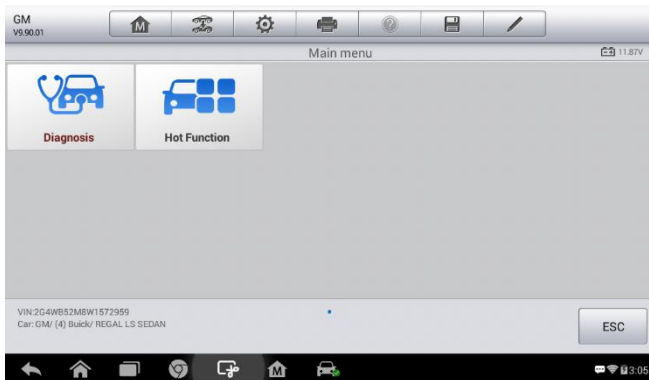 GM
V9.90.01
M
Main menu
11.87V
Diagnosis
Hot Function
VIN:2G4WB52M8W1572959
Car: GM/ (4) Buick/ REGAL LS SEDAN
ESC
M
3:05